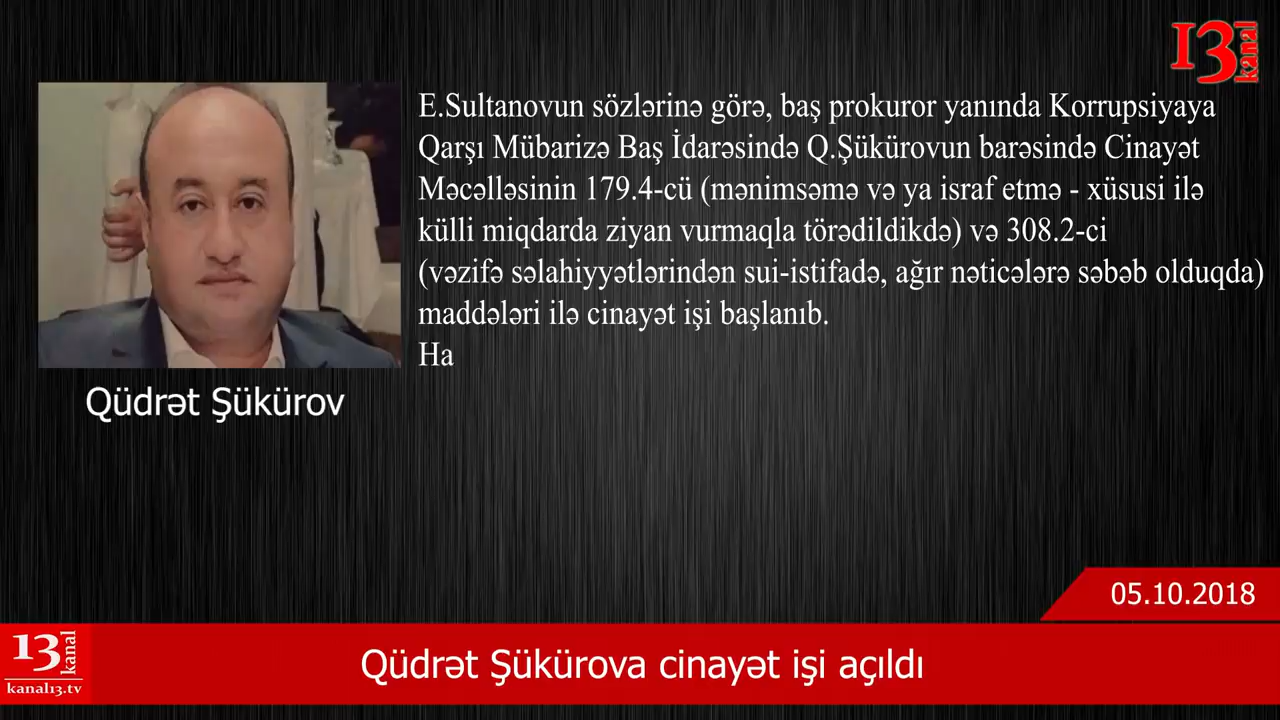 13 kanal
E.Sultanovun sözlərinə görə, baş prokuror yanında Korrupsiyaya
Qarşı Mübarizə Baş İdarəsində Q.Şükürovun barəsində Cinayət
Məcəlləsinin 179.4-cü (mənimsəmə və ya israf etmə - xüsusi ilə
külli miqdarda ziyan vurmaqla törədildikdə) və 308.2-ci
(vəzifə səlahiyyətlərindən sui-istifadə, ağır nəticələrə səbəb olduqda)
maddələri ilə cinayət işi başlanıb.
Ha
Qüdrət Şükürov
05.10.2018
13 kanal
kanal13.tv
Qüdrət Şükürova cinayət işi açıldı